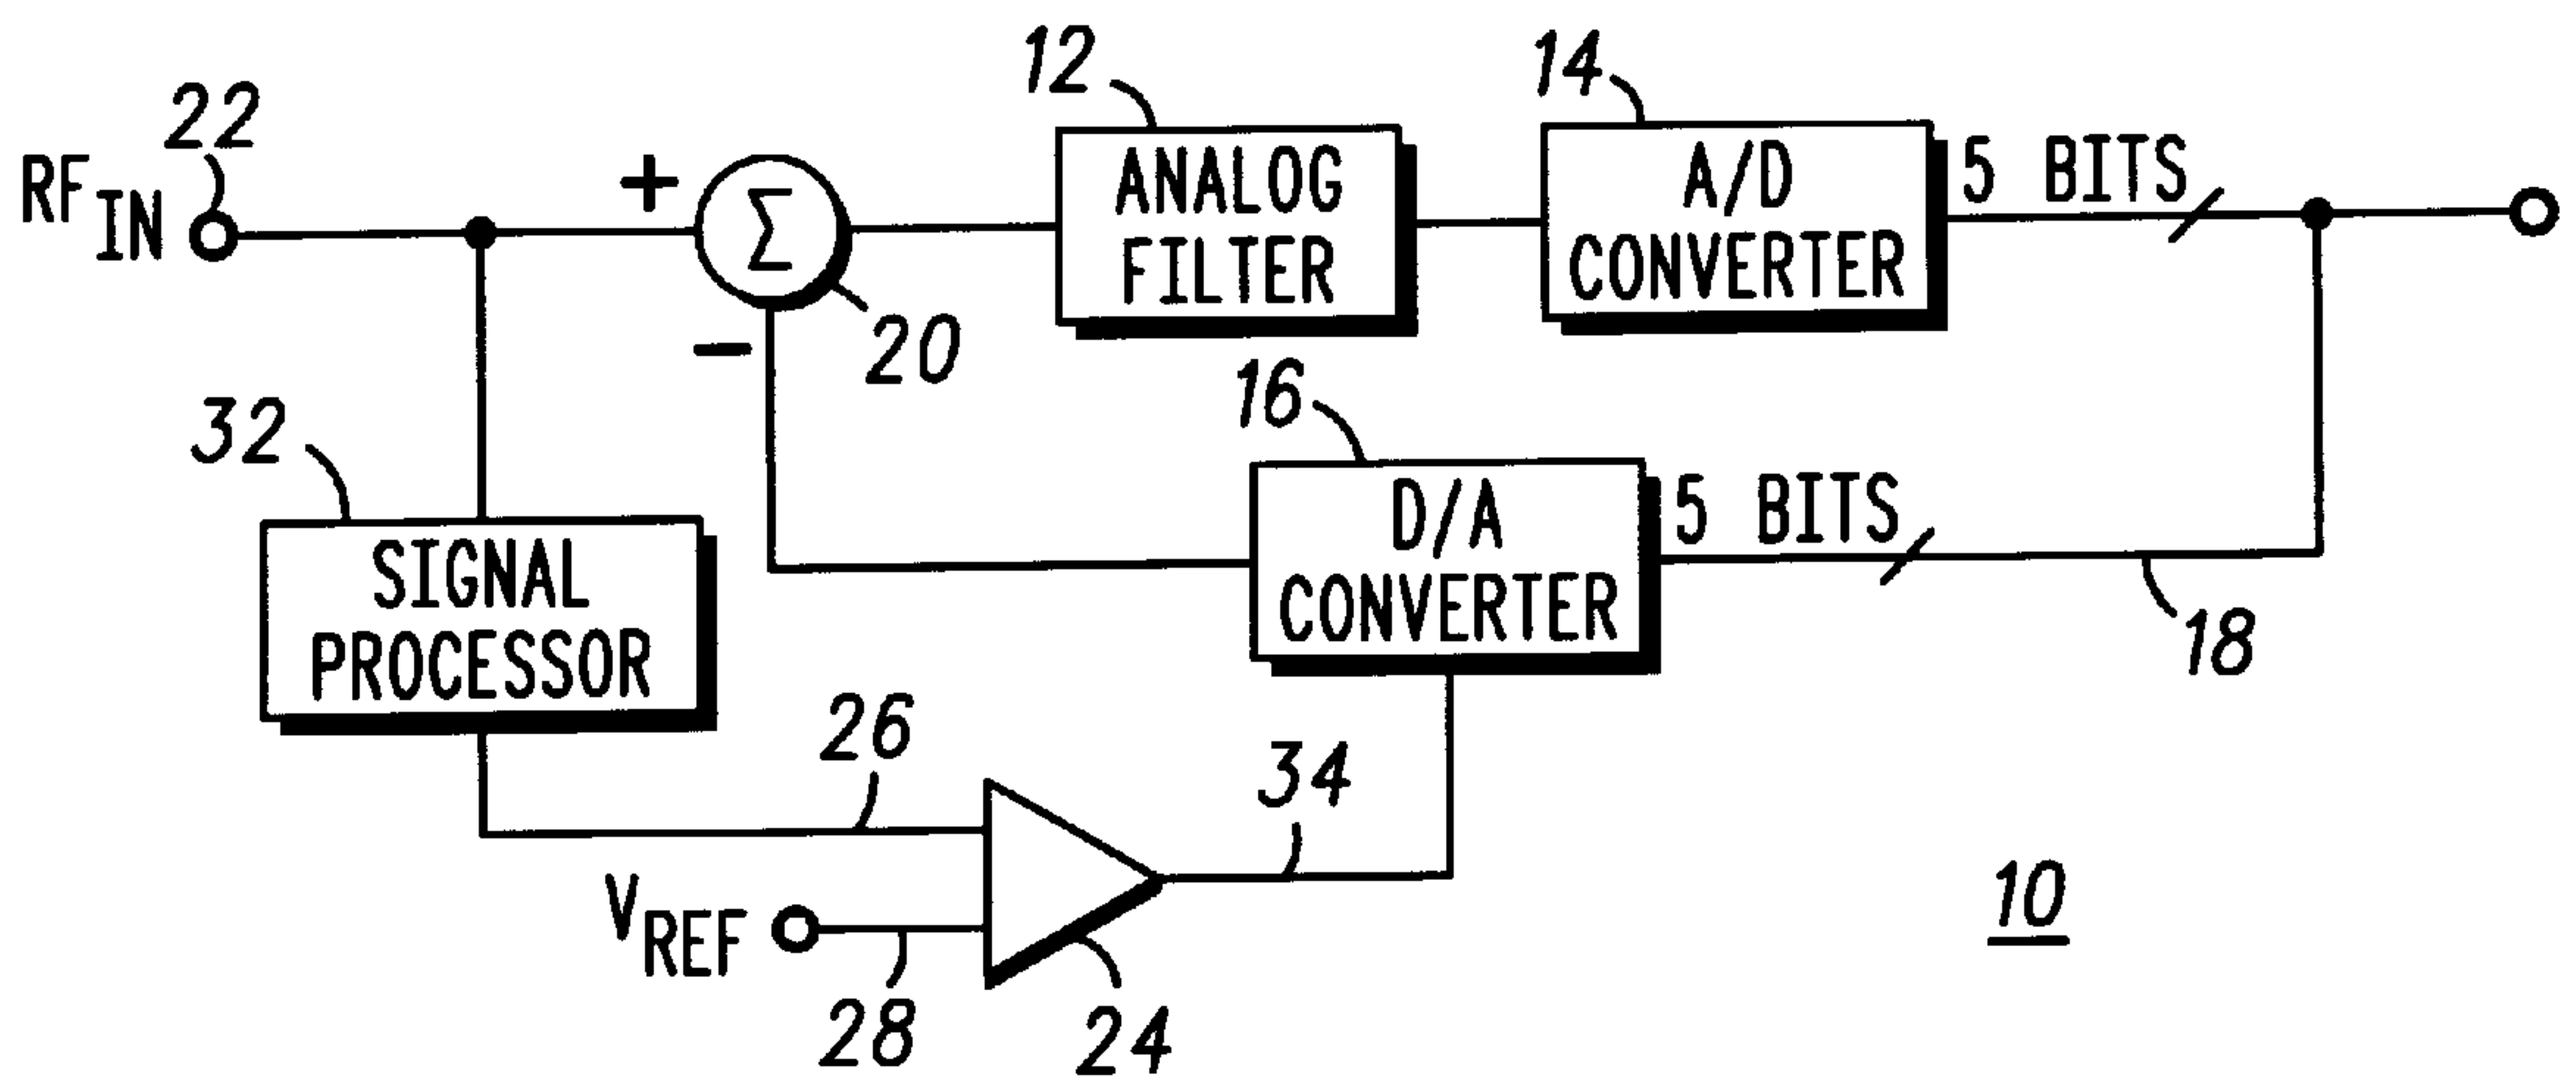 12
14
22
RF IN
+
Σ
ANALOG
FILTER
A/D
CONVERTER
5 BITS
20
−
16
32
D/A
CONVERTER
5 BITS
SIGNAL
PROCESSOR
18
26
34
V REF
10
28
24